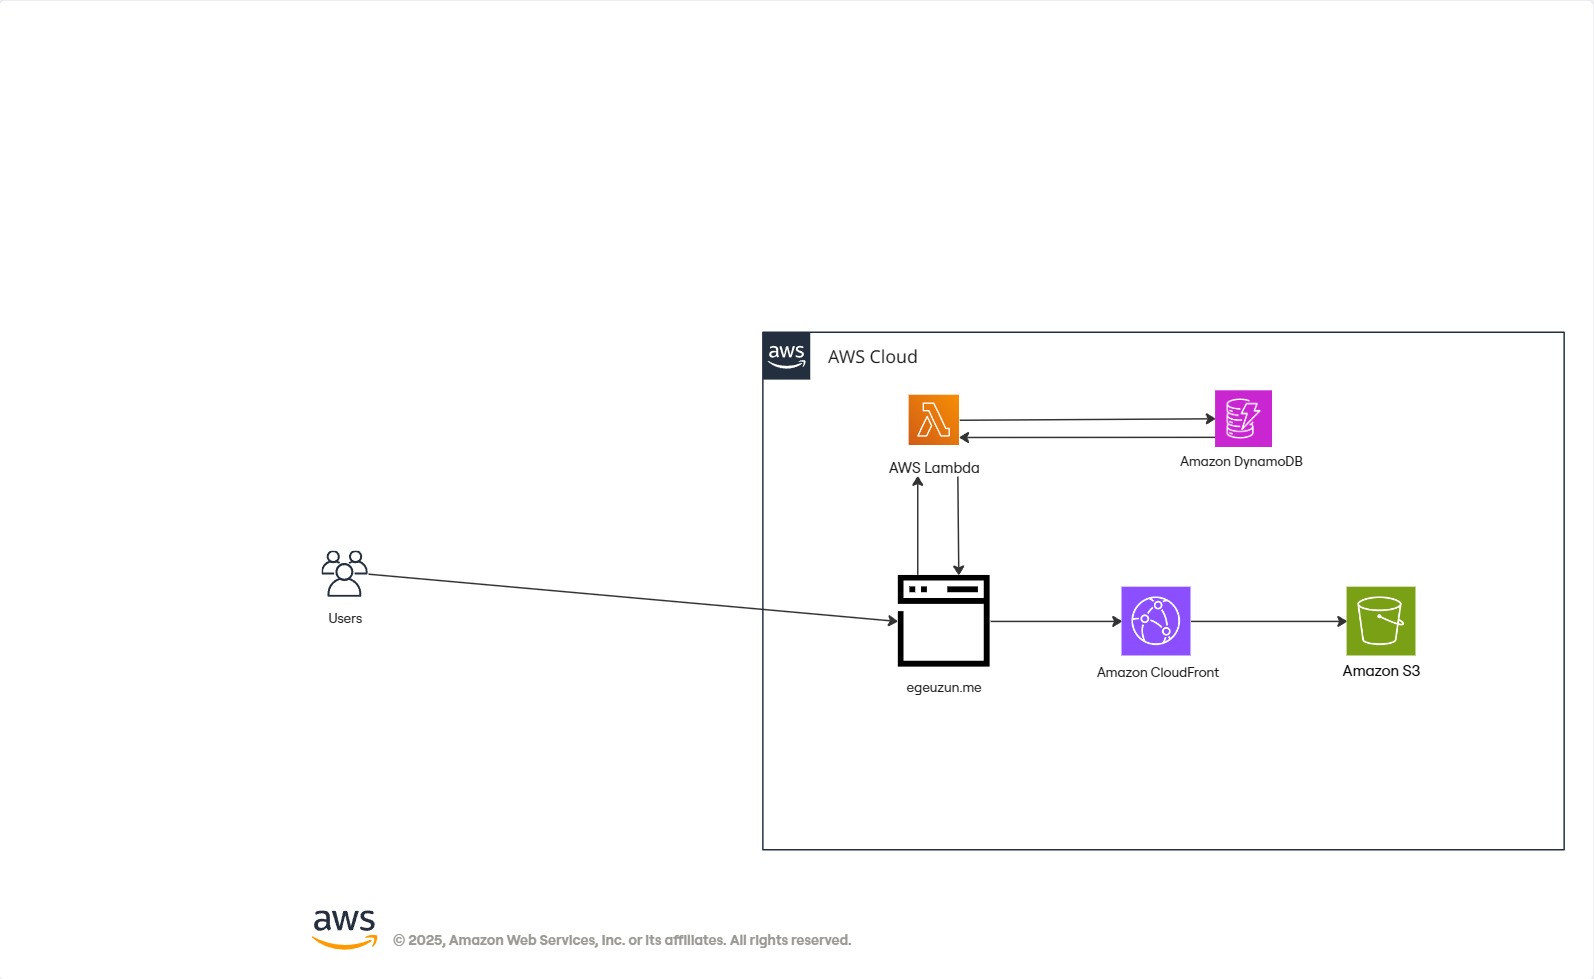 aws
AWS Cloud
AWS Lambda
Amazon DynamoDB
Users
egeuzun.me
Amazon CloudFront
Amazon S3
aws
© 2025, Amazon Web Services, Inc. or its affiliates. All rights reserved.